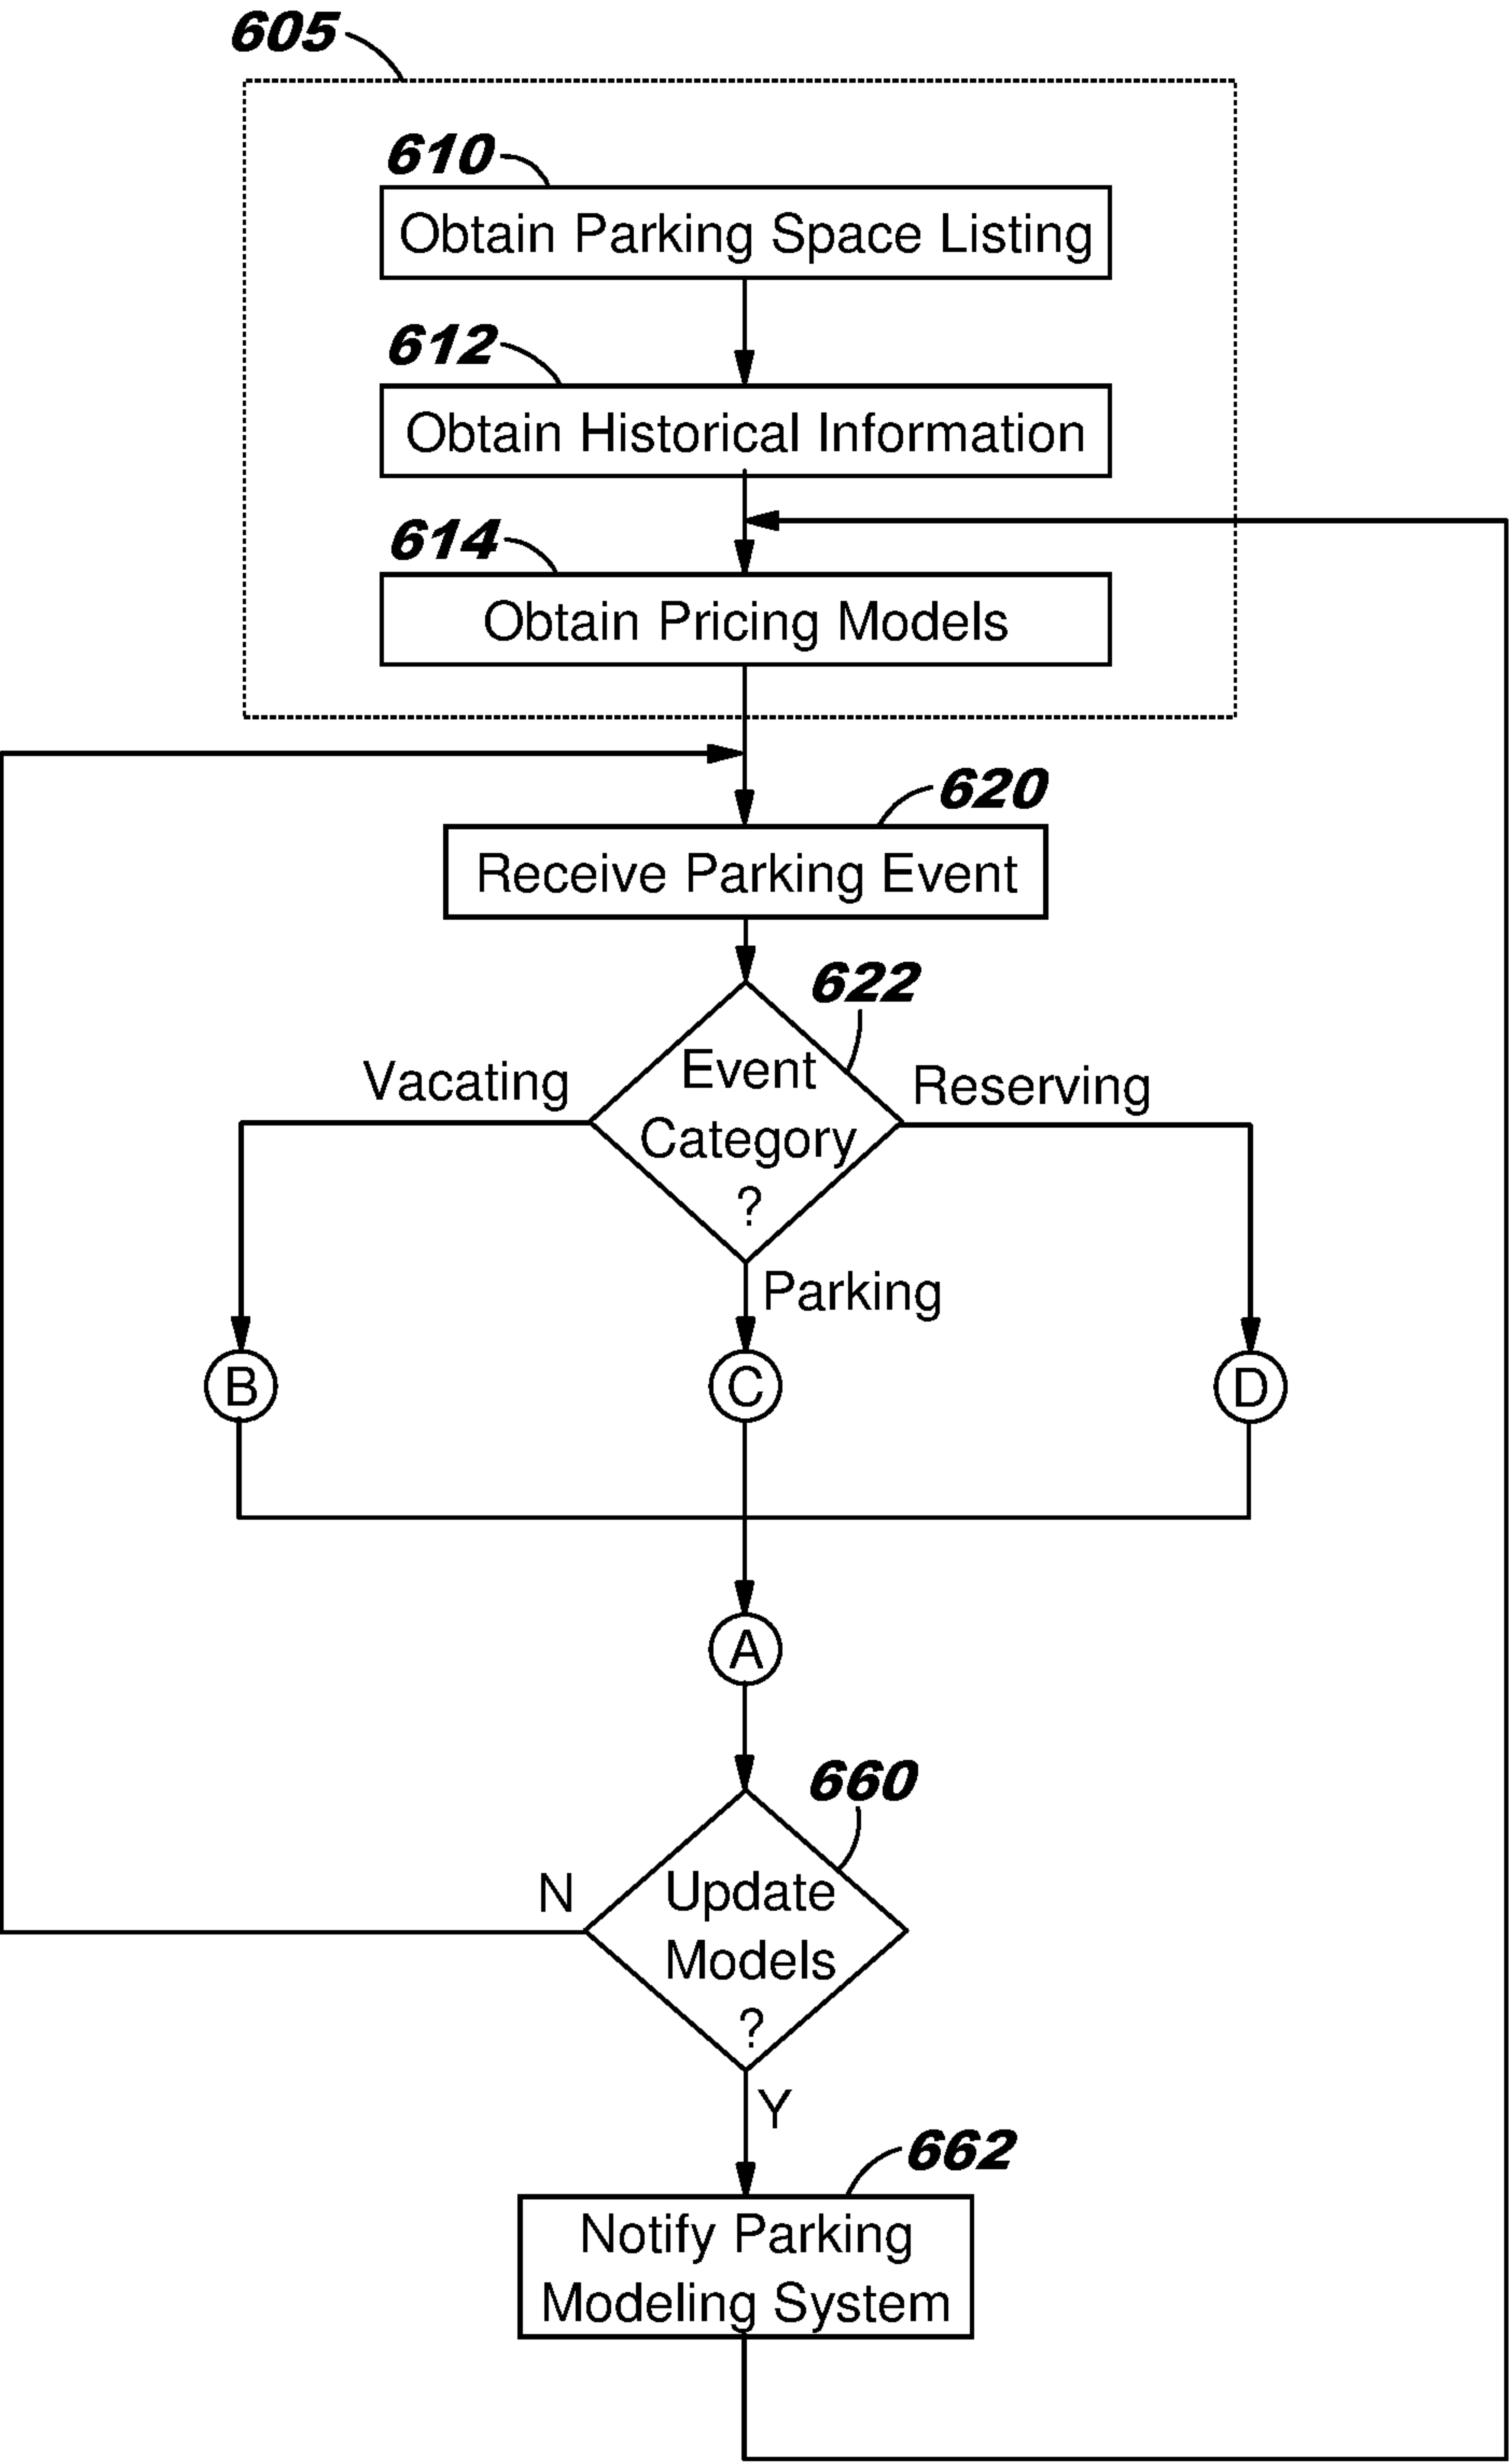 605
610
Obtain Parking Space Listing
612
Obtain Historical Information
614
Obtain Pricing Models
620
Receive Parking Event
622
Vacating
Event
Category
?
Reserving
Parking
B
C
D
A
660
N
Update
Models
?
Y
662
Notify Parking
Modeling System